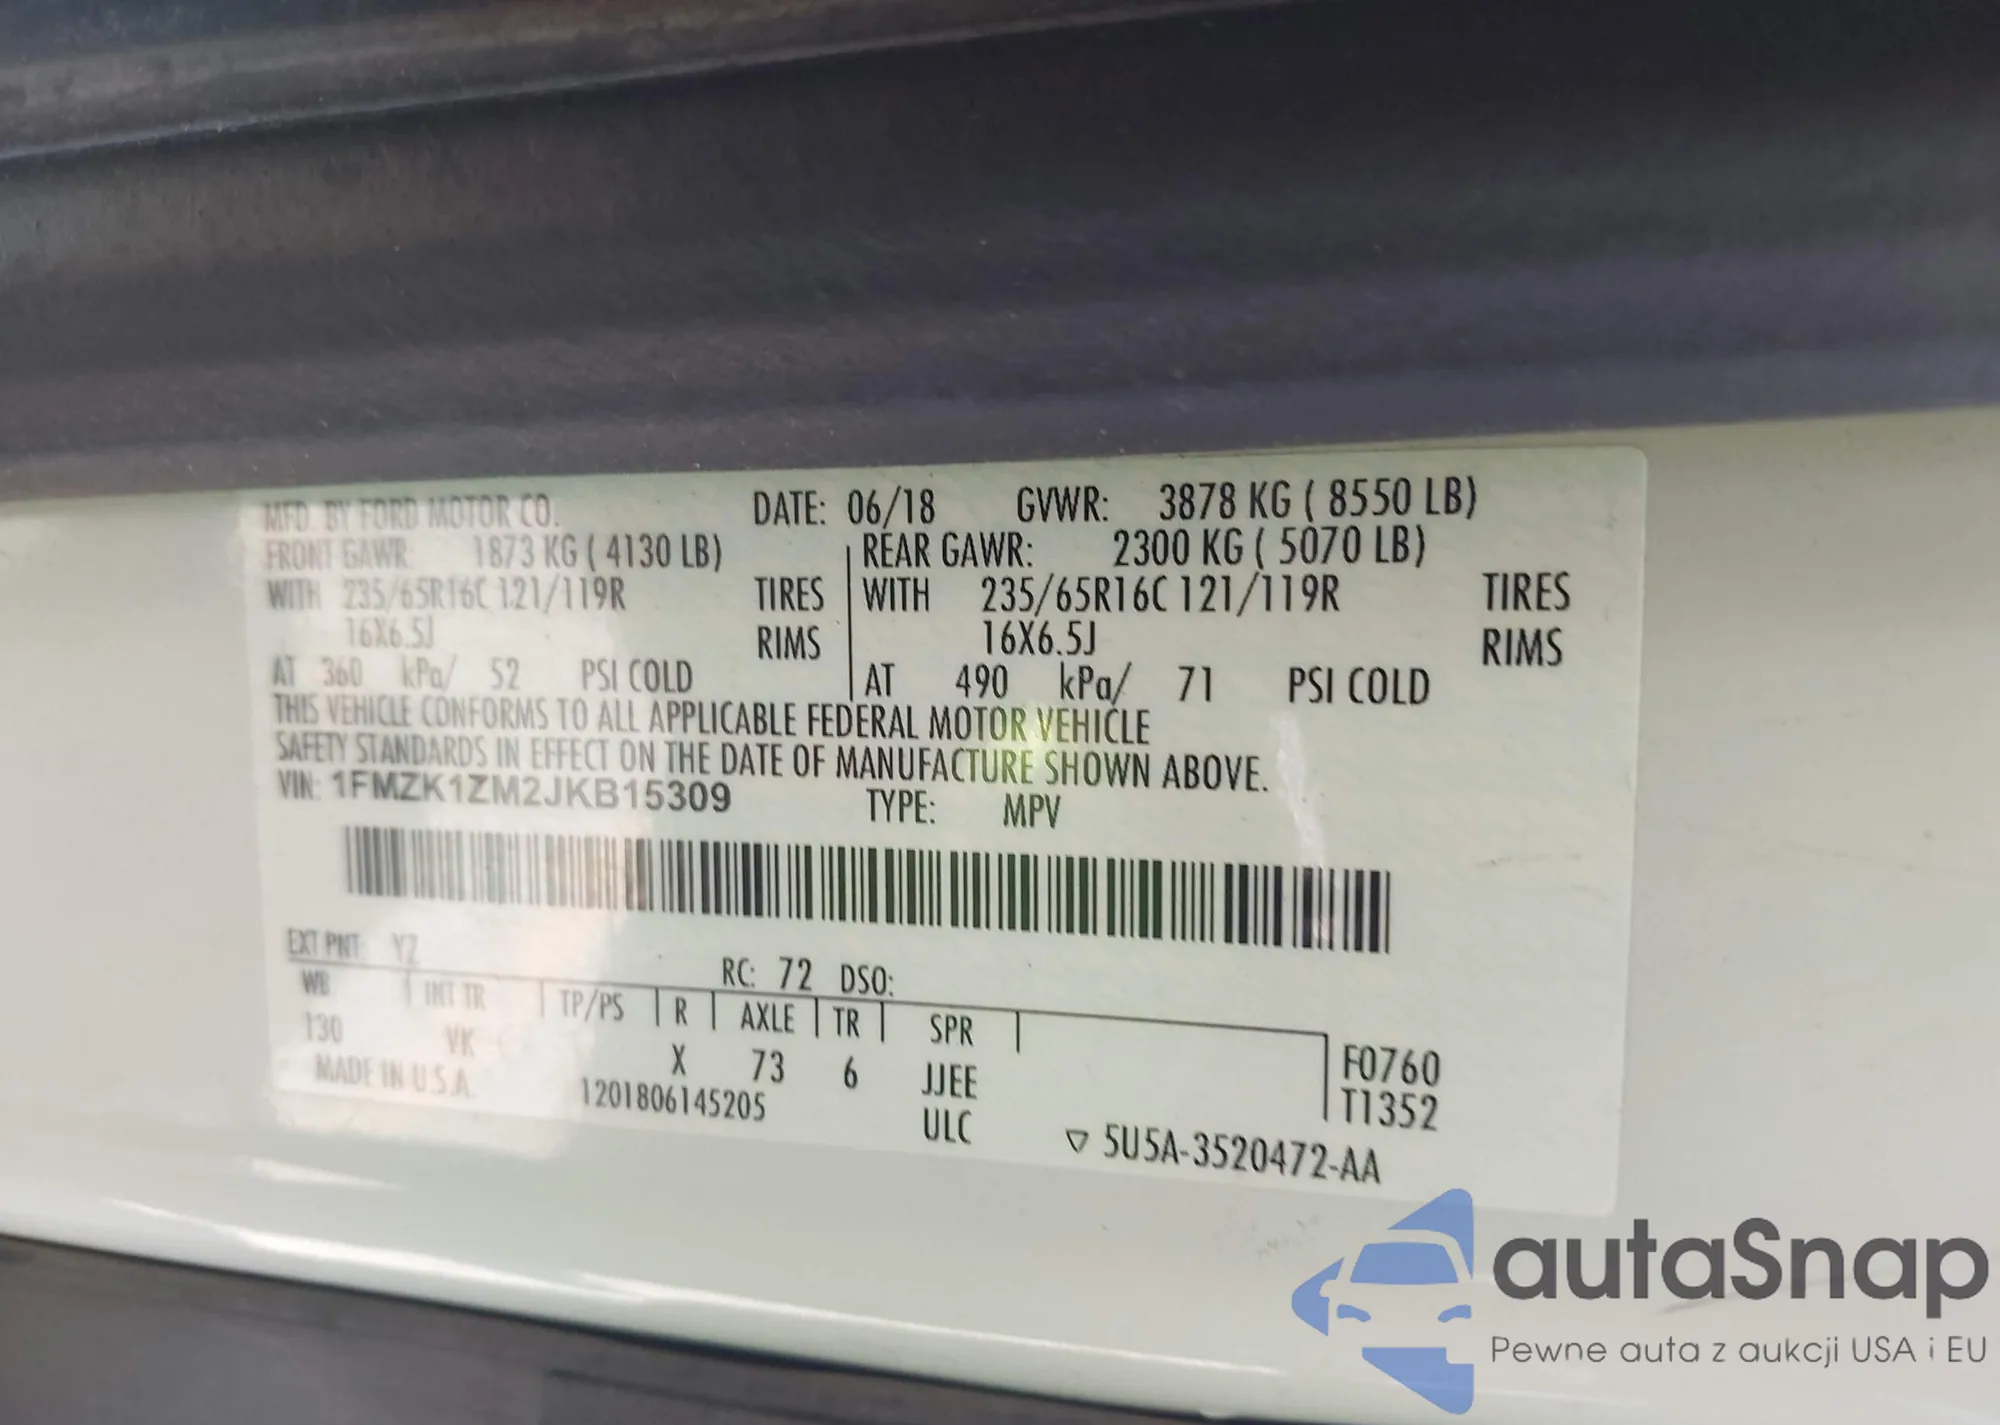 MFD. BY FORD MOTOR CO. DATE: 06/18 GVWR: 3878 KG ( 8550 LB)
FRONT GAWR: 1873 KG ( 4130 LB) REAR GAWR: 2300 KG ( 5070 LB)
WITH 235/65R16C 121/119R TIRES WITH 235/65R16C 121/119R TIRES
16X6.5J RIMS 16X6.5J RIMS
AT 360 kPa/ 52 PSI COLD AT 490 kPa/ 71 PSI COLD
THIS VEHICLE CONFORMS TO ALL APPLICABLE FEDERAL MOTOR VEHICLE
SAFETY STANDARDS IN EFFECT ON THE DATE OF MANUFACTURE SHOWN ABOVE.
VIN: 1FMZK1ZM2JKB15309 TYPE: MPV
EXT PNT: YZ RC: 72 DSO:
WB INT TR TP/PS R AXLE TR SPR
130 VK X 73 6 JJEE F0760
MADE IN U.S.A. 1201806145205 ULC T1352
▽ 5U5A-3520472-AA
autaSnap
Pewne auta z aukcji USA i EU